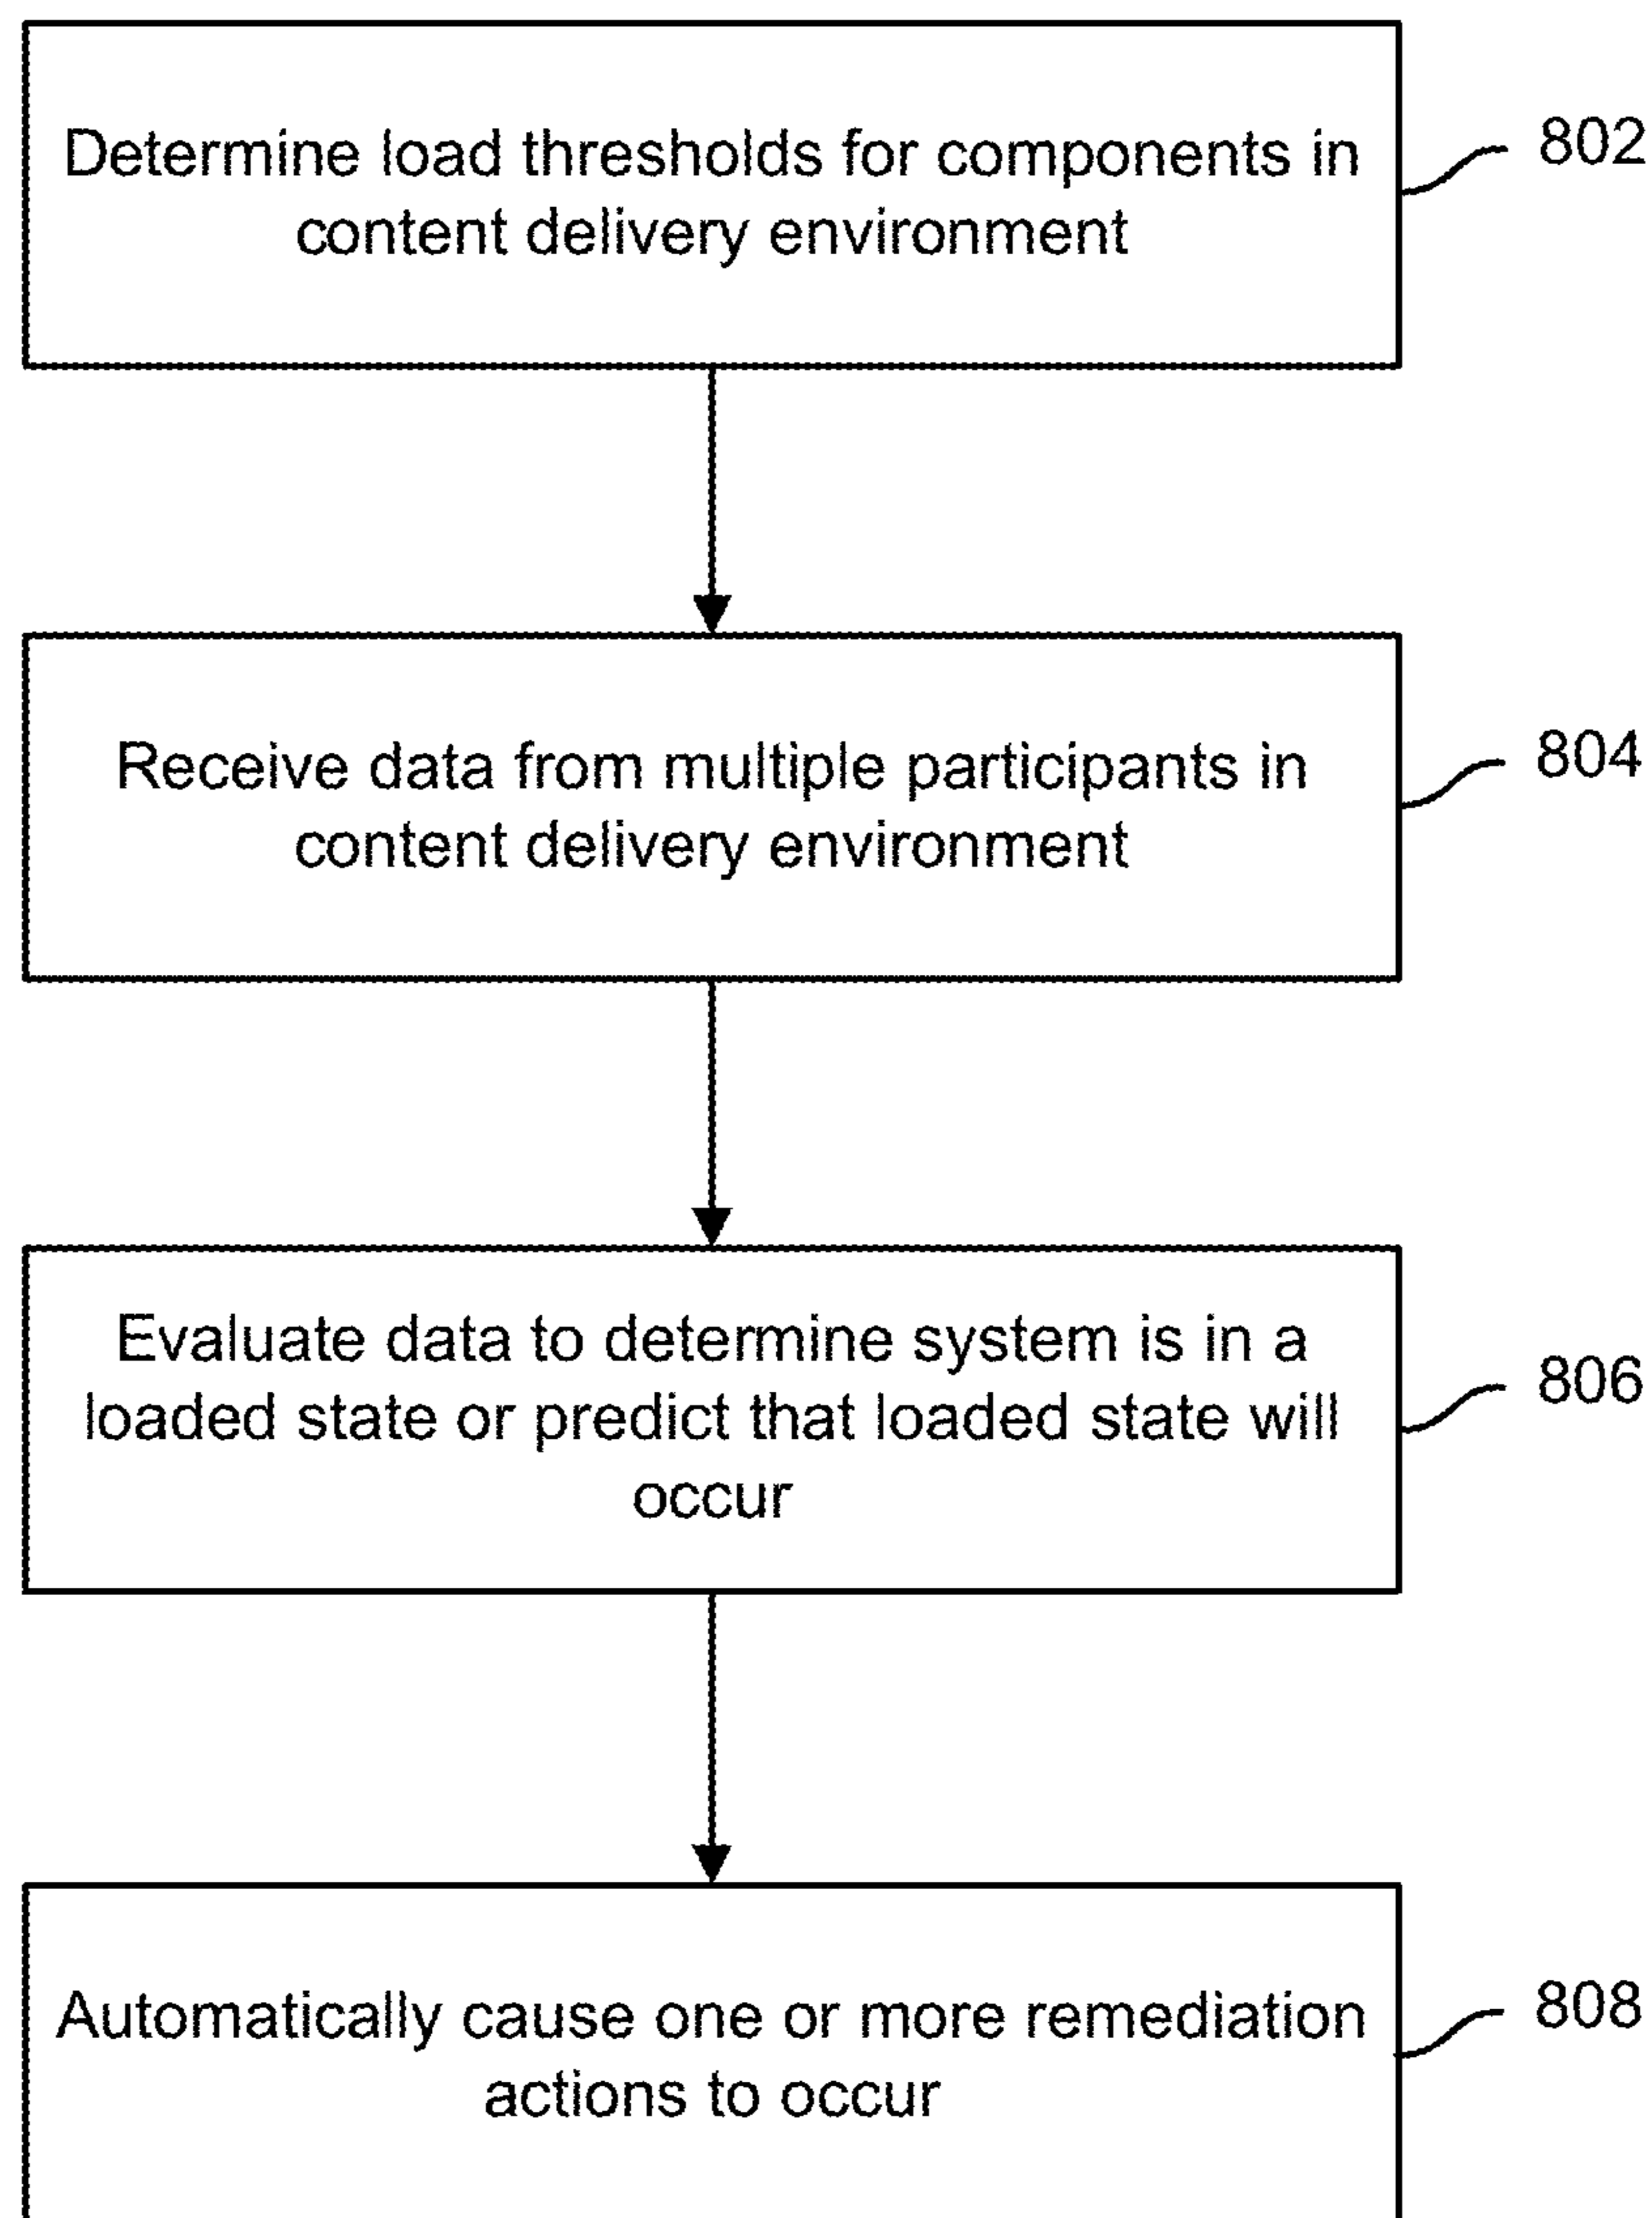 Determine load thresholds for components in
content delivery environment
802
Receive data from multiple participants in
content delivery environment
804
Evaluate data to determine system is in a
loaded state or predict that loaded state will
occur
806
Automatically cause one or more remediation
actions to occur
808